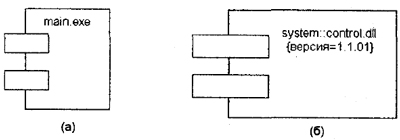 main.exe
system::control.dll
{версия=1.1.01}
(а)
(б)